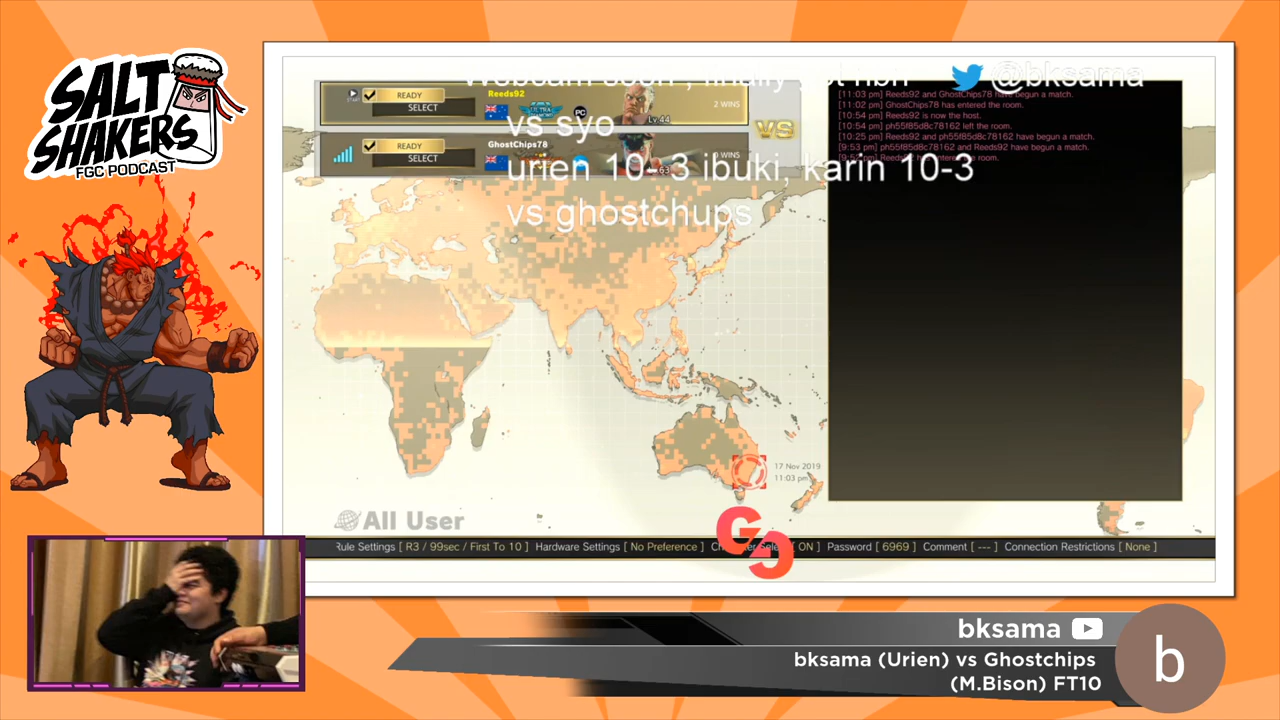 SALT
SHAKERS
FGC PODCAST
@bksama
READY
SELECT
Reeds92
PC
Lv.44
2 WINS
VS
READY
SELECT
GhostChips78
WINS
vs syo
urien 10-3 ibuki, karin 10-3
vs ghostchups
[11:03 pm] Reeds92 and GhostChips78 have begun a match.
[11:02 pm] GhostChips78 has entered the room.
[10:54 pm] Reeds92 is now the host.
[10:54 pm] ph55f85d8c78162 left the room.
[10:25 pm] Reeds92 and ph55f85d8c78162 have begun a match.
[9:53 pm] ph55f85d8c78162 and Reeds92 have begun a match.
17 Nov 2019
11:03 pm
All User
Rule Settings [ R3 / 99sec / First To 10 ] Hardware Settings [ No Preference ] [ ON ] Password [ 6969 ] Comment [ --- ] Connection Restrictions [ None ]
bksama
bksama (Urien) vs Ghostchips
(M.Bison) FT10
b